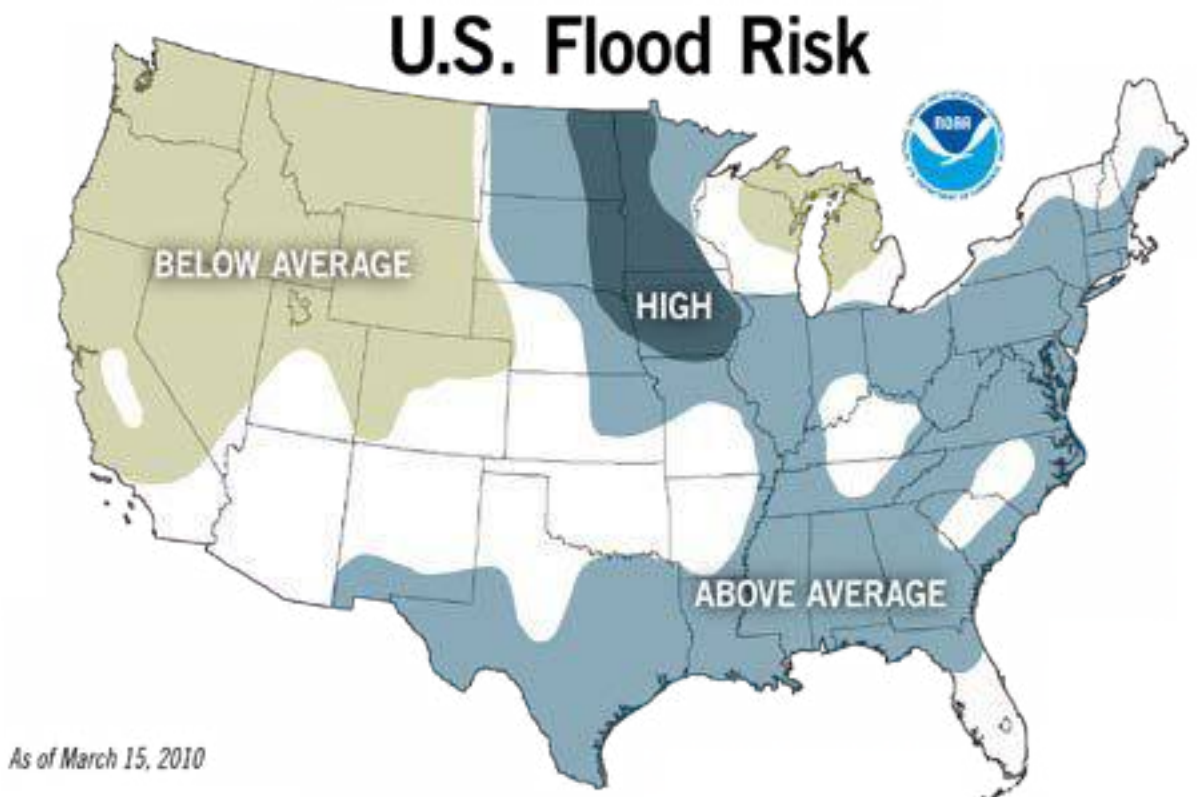 U.S. Flood Risk
NOAA
BELOW AVERAGE
HIGH
ABOVE AVERAGE
As of March 15, 2010